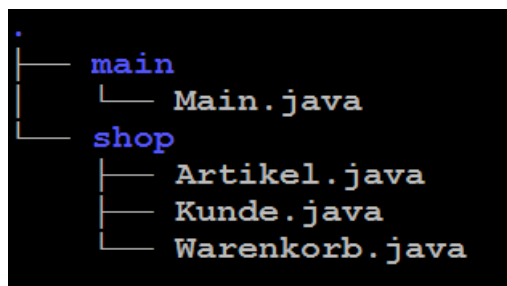 .
├── main
│   └── Main.java
└── shop
    ├── Artikel.java
    ├── Kunde.java
    └── Warenkorb.java